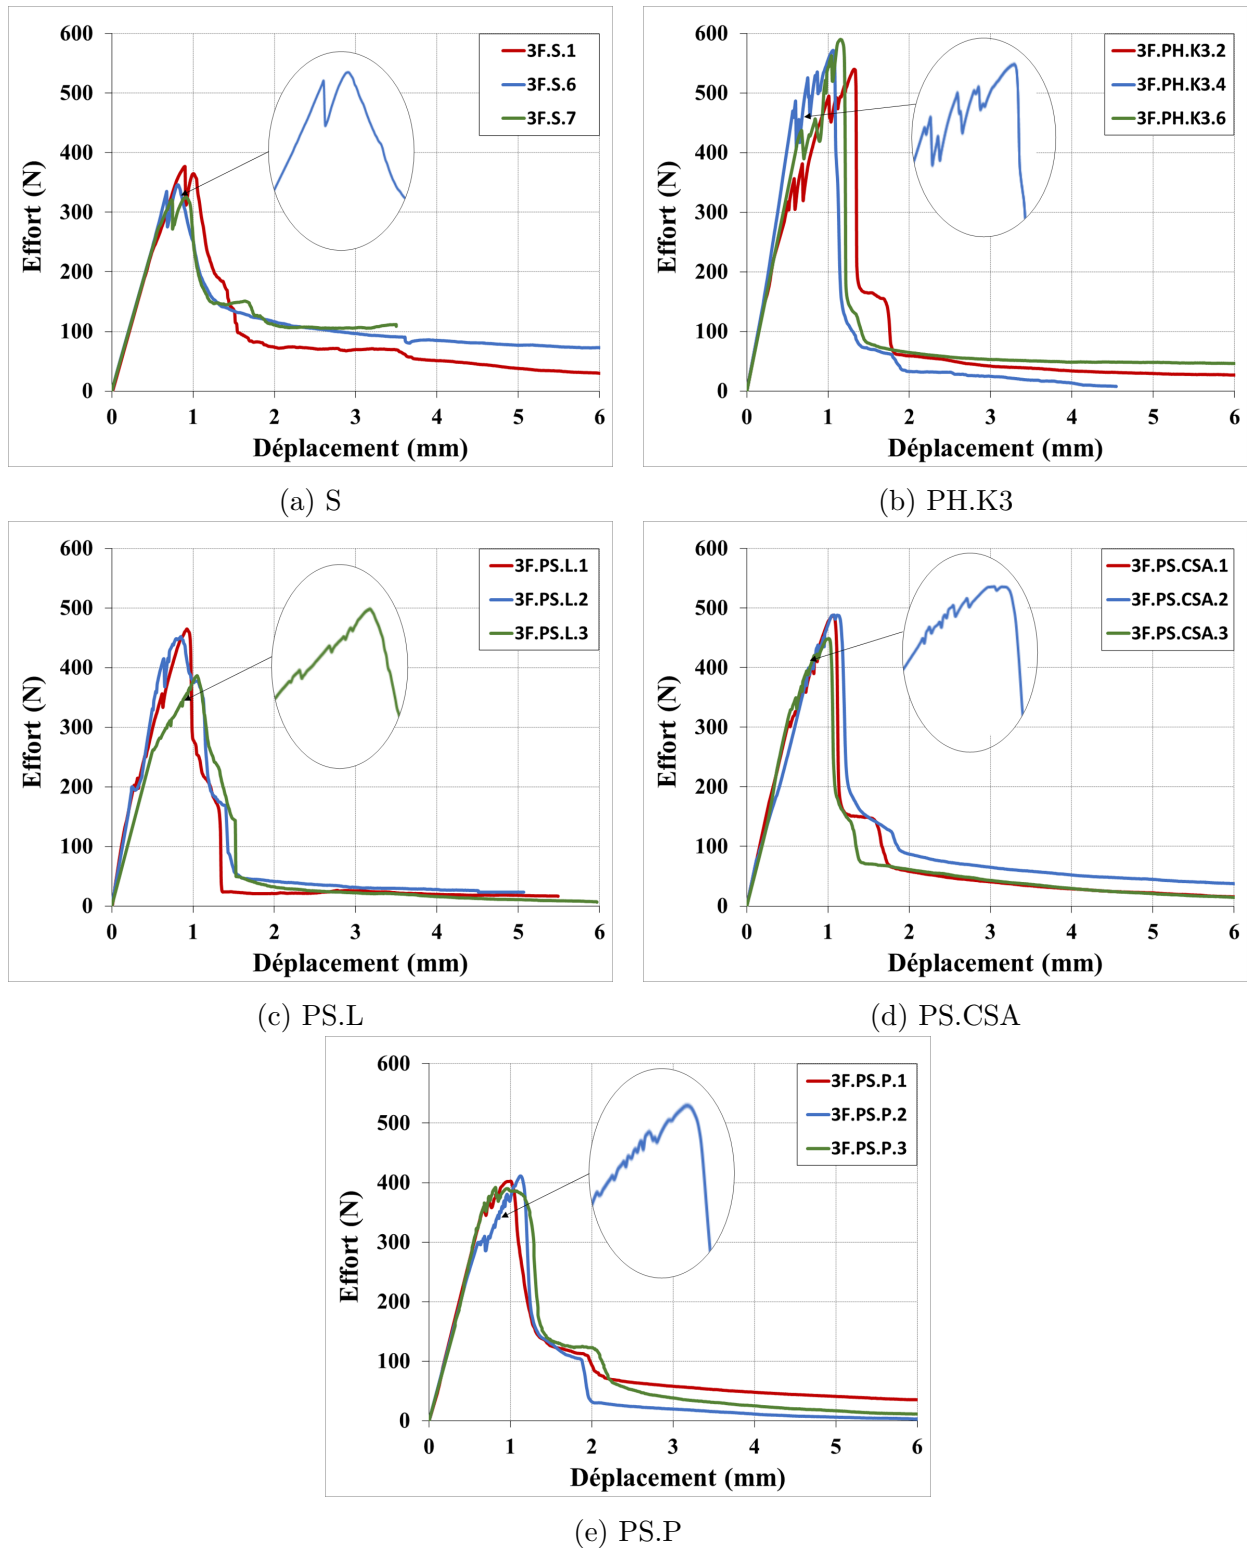 600
500
400
300
200
100
0
Effort (N)
3F.S.1
3F.S.6
3F.S.7
0 1 2 3 4 5 6
Déplacement (mm)
(a) S
600
500
400
300
200
100
0
Effort (N)
3F.PH.K3.2
3F.PH.K3.4
3F.PH.K3.6
0 1 2 3 4 5 6
Déplacement (mm)
(b) PH.K3
600
500
400
300
200
100
0
Effort (N)
3F.PS.L.1
3F.PS.L.2
3F.PS.L.3
0 1 2 3 4 5 6
Déplacement (mm)
(c) PS.L
600
500
400
300
200
100
0
Effort (N)
3F.PS.CSA.1
3F.PS.CSA.2
3F.PS.CSA.3
0 1 2 3 4 5 6
Déplacement (mm)
(d) PS.CSA
600
500
400
300
200
100
0
Effort (N)
3F.PS.P.1
3F.PS.P.2
3F.PS.P.3
0 1 2 3 4 5 6
Déplacement (mm)
(e) PS.P